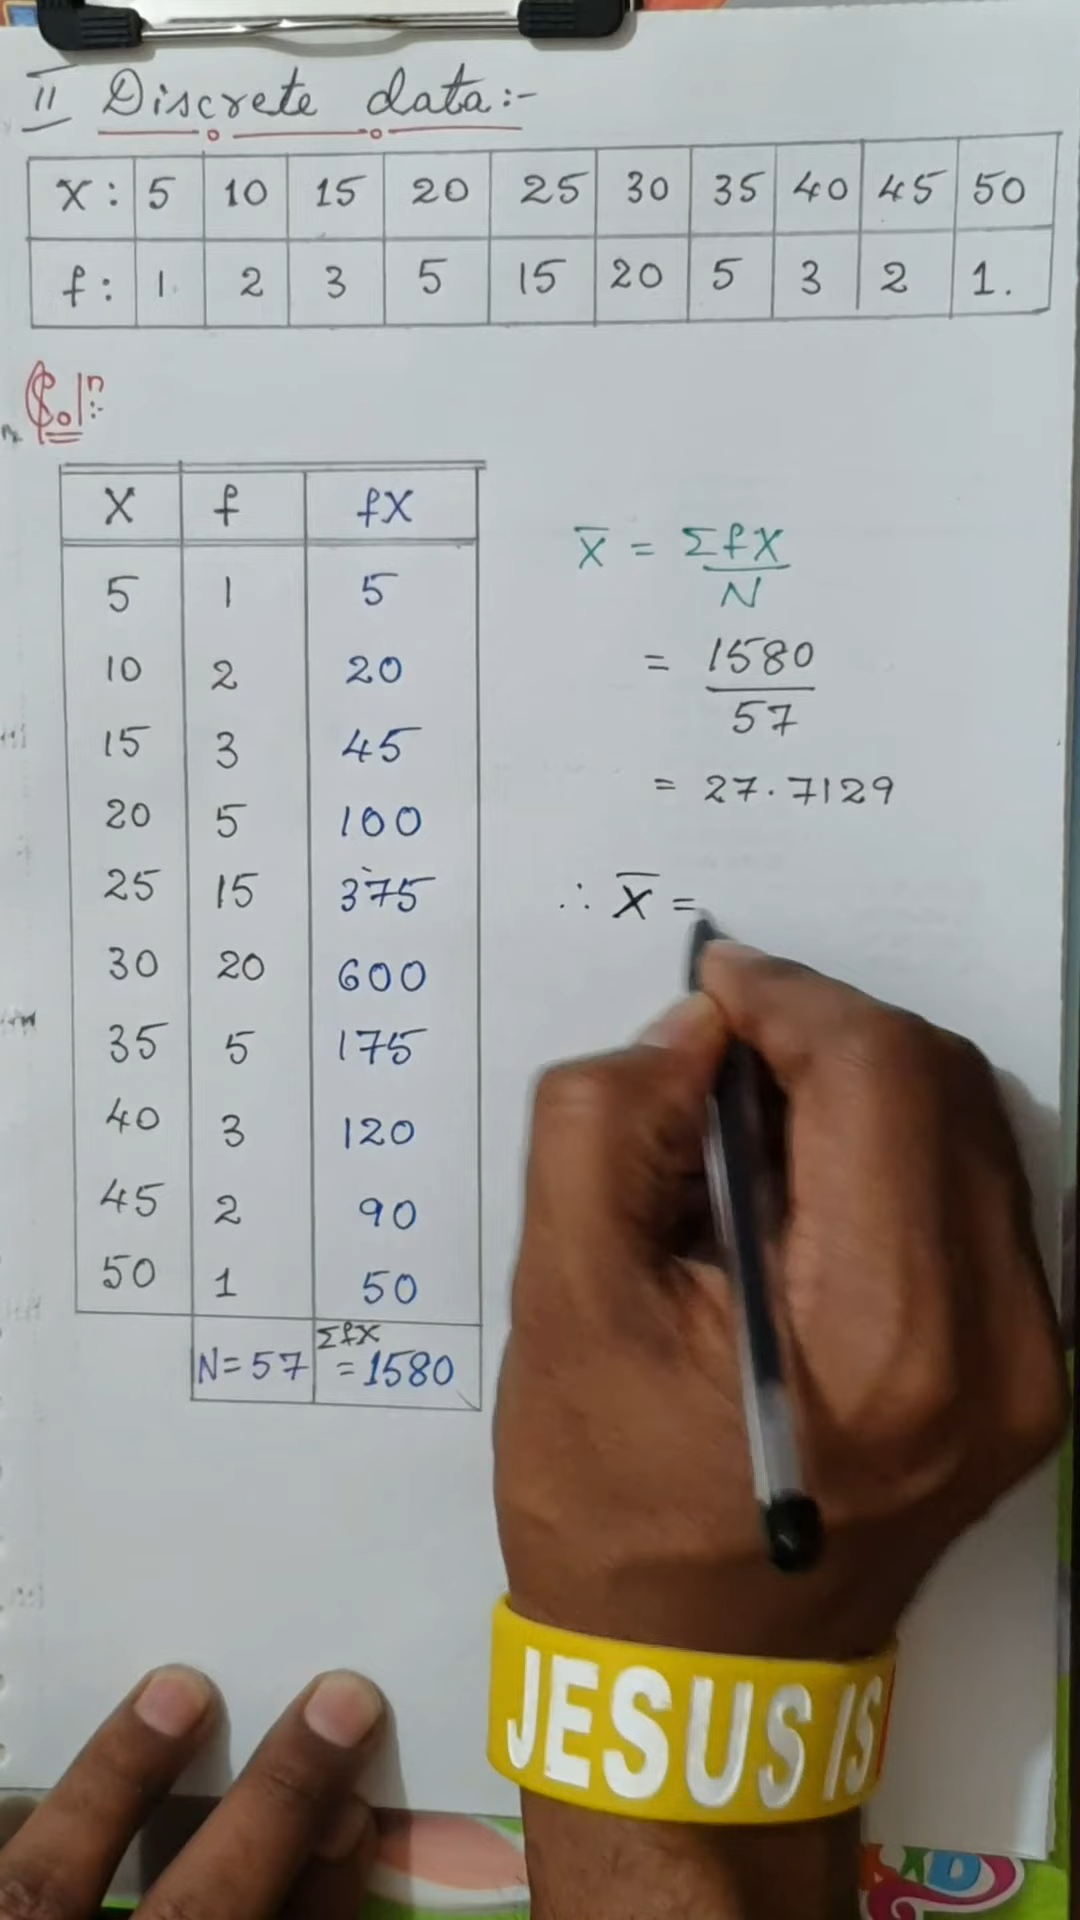 II Discrete data:-
X: 5 10 15 20 25 30 35 40 45 50
f: 1 2 3 5 15 20 5 3 2 1.
Solⁿ:-
X f fX
5 1 5
10 2 20
15 3 45
20 5 100
25 15 375
30 20 600
35 5 175
40 3 120
45 2 90
50 1 50
N=57 ΣfX = 1580
X̄ = ΣfX / N
= 1580 / 57
= 27.7129
∴ X̄ =
JESUS IS